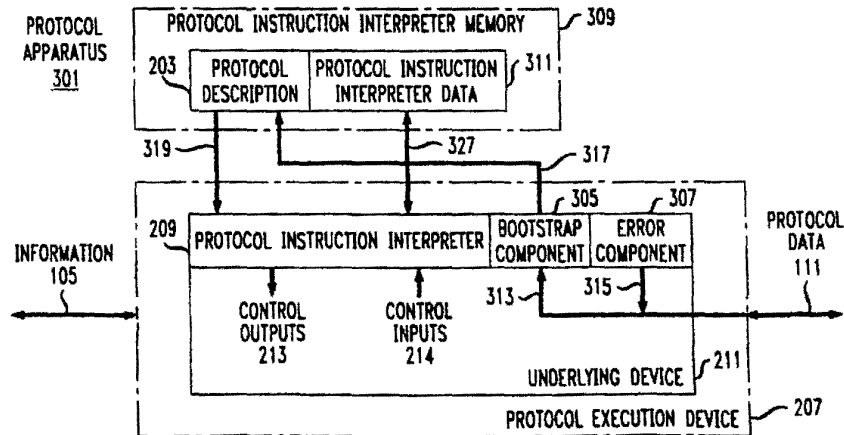 PROTOCOL INSTRUCTION INTERPRETER MEMORY
309
PROTOCOL
APPARATUS
301
203
PROTOCOL
DESCRIPTION
PROTOCOL INSTRUCTION
INTERPRETER DATA
311
319
327
317
305
307
209
PROTOCOL INSTRUCTION INTERPRETER
BOOTSTRAP
COMPONENT
ERROR
COMPONENT
INFORMATION
105
PROTOCOL
DATA
111
CONTROL
OUTPUTS
213
CONTROL
INPUTS
214
313
315
211
UNDERLYING DEVICE
PROTOCOL EXECUTION DEVICE
207